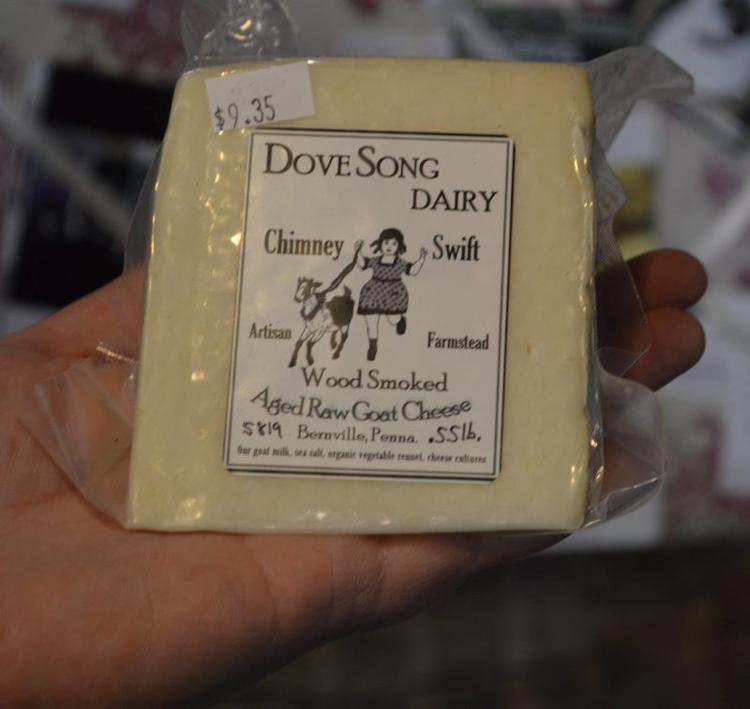 $9.35
DOVE SONG
DAIRY
Chimney Swift
Artisan Farmstead
Wood Smoked
Aged Raw Goat Cheese
5819 Bernville, Penna. .55lb.
Our goat milk, sea salt, organic vegetable rennet, cheese cultures